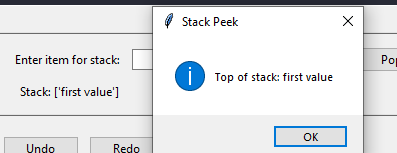 Stack Peek
Enter item for stack:
Top of stack: first value
Stack: ['first value']
OK
Undo
Redo